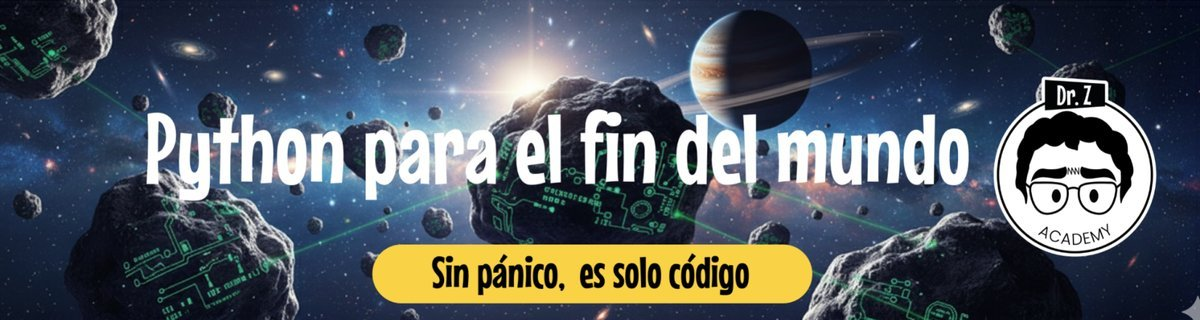 Python para el fin del mundo
Sin pánico, es solo código
Dr. Z
ACADEMY